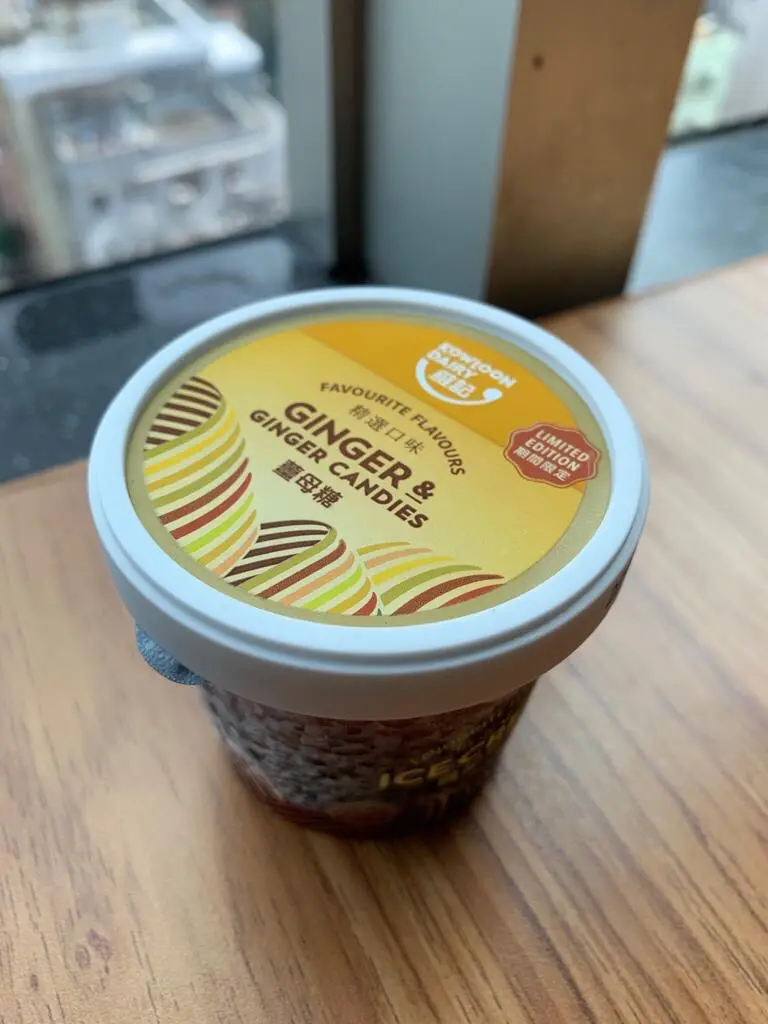 KOWLOON
DAIRY
維記
FAVOURITE FLAVOURS
精選口味
GINGER &
GINGER CANDIES
薑母糖
LIMITED
EDITION
期間限定